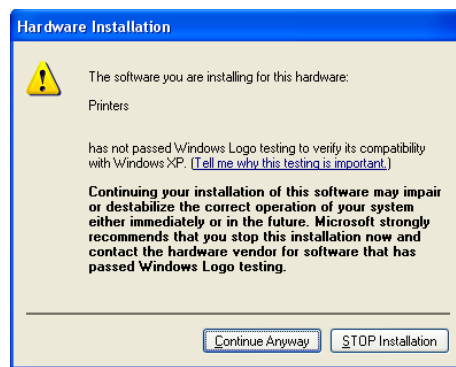 Hardware Installation
The software you are installing for this hardware:
Printers
has not passed Windows Logo testing to verify its compatibility
with Windows XP. (Tell me why this testing is important.)
Continuing your installation of this software may impair
or destabilize the correct operation of your system
either immediately or in the future. Microsoft strongly
recommends that you stop this installation now and
contact the hardware vendor for software that has
passed Windows Logo testing.
Continue Anyway
STOP Installation